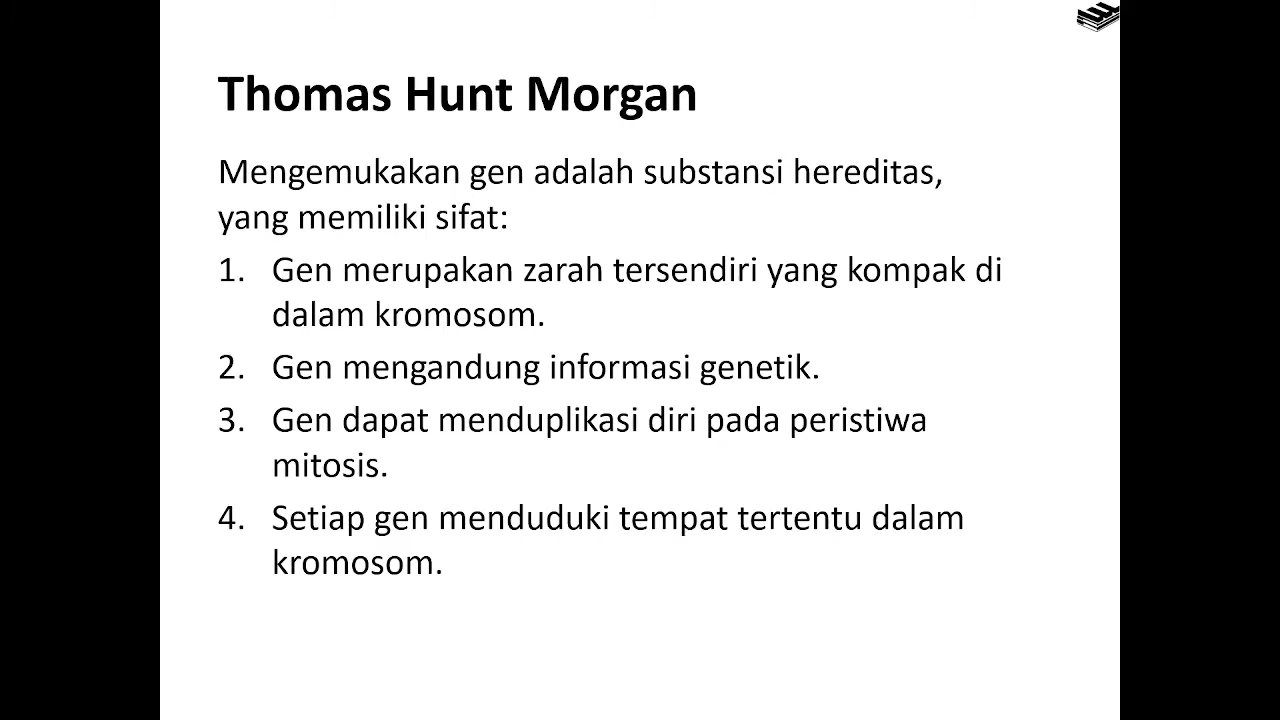 Thomas Hunt Morgan
Mengemukakan gen adalah substansi hereditas,
yang memiliki sifat:
1. Gen merupakan zarah tersendiri yang kompak di
dalam kromosom.
2. Gen mengandung informasi genetik.
3. Gen dapat menduplikasi diri pada peristiwa
mitosis.
4. Setiap gen menduduki tempat tertentu dalam
kromosom.